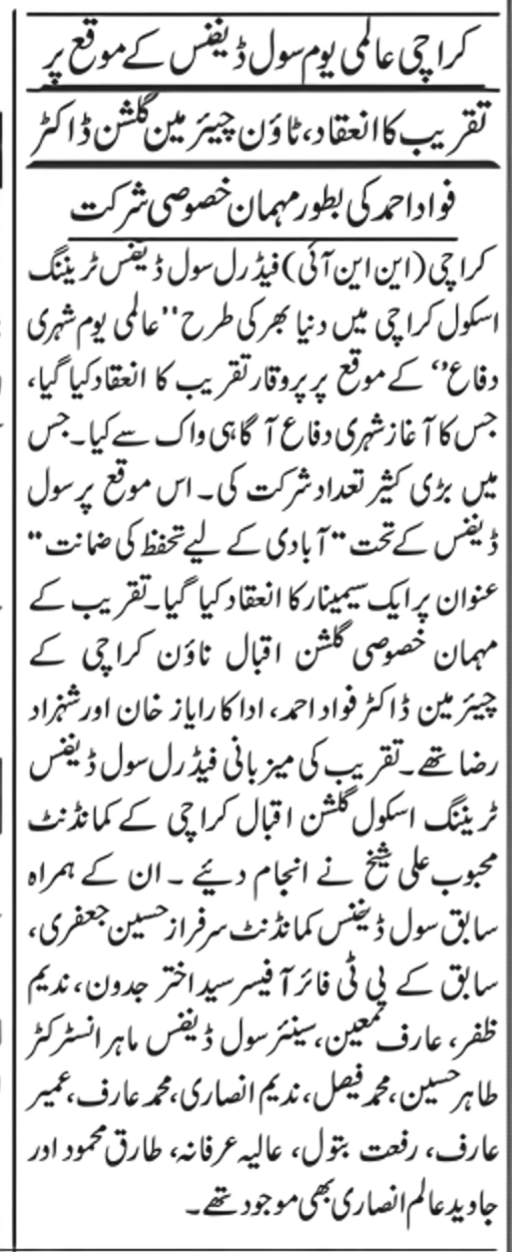 کراچی عالمی یوم سول ڈیفنس کے موقع پر
تقریب کا انعقاد، ٹاؤن چیئرمین گلشن ڈاکٹر
فواد احمد کی بطور مہمان خصوصی شرکت
کراچی (این این آئی) فیڈرل سول ڈیفنس ٹریننگ
اسکول کراچی میں دنیا بھر کی طرح ''عالمی یوم شہری
دفاع'' کے موقع پر پروقار تقریب کا انعقاد کیا گیا،
جس کا آغاز شہری دفاع آگاہی واک سے کیا۔ جس
میں بڑی کثیر تعداد شرکت کی۔ اس موقع پر سول
ڈیفنس کے تحت "آبادی کے لیے تحفظ کی ضمانت"
عنوان پر ایک سیمینار کا انعقاد کیا گیا۔ تقریب کے
مہمان خصوصی گلشن اقبال ٹاؤن کراچی کے
چیئرمین ڈاکٹر فواد احمد، اداکار ایاز خان اور شہزاد
رضا تھے۔ تقریب کی میزبانی فیڈرل سول ڈیفنس
ٹریننگ اسکول گلشن اقبال کراچی کے کمانڈنٹ
محبوب علی شیخ نے انجام دیئے ۔ ان کے ہمراہ
سابق سول ڈیفنس کمانڈنٹ سرفراز حسین جعفری،
سابق کے پی ٹی فائر آفیسر سید اختر جدون، ندیم
ظفر، عارف معین، سینئر سول ڈیفنس ماہر انسٹرکٹر
طاہر حسین، محمد فیصل، ندیم انصاری، محمد عارف، عمیر
عارف، رفعت بتول، عالیہ عرفانہ، طارق محمود اور
جاوید عالم انصاری بھی موجود تھے۔